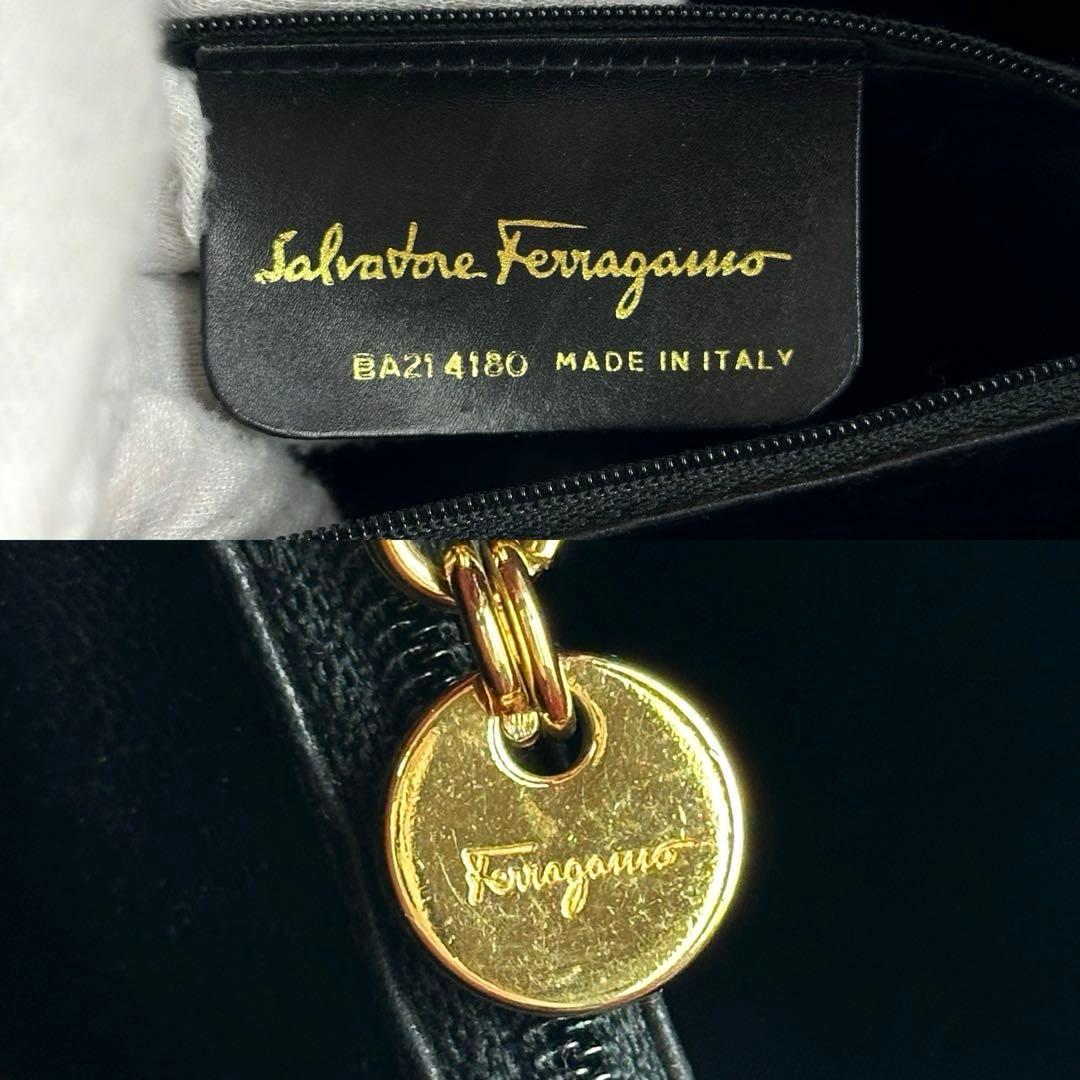 Salvatore Ferragamo
BA21 4180 MADE IN ITALY
Ferragamo